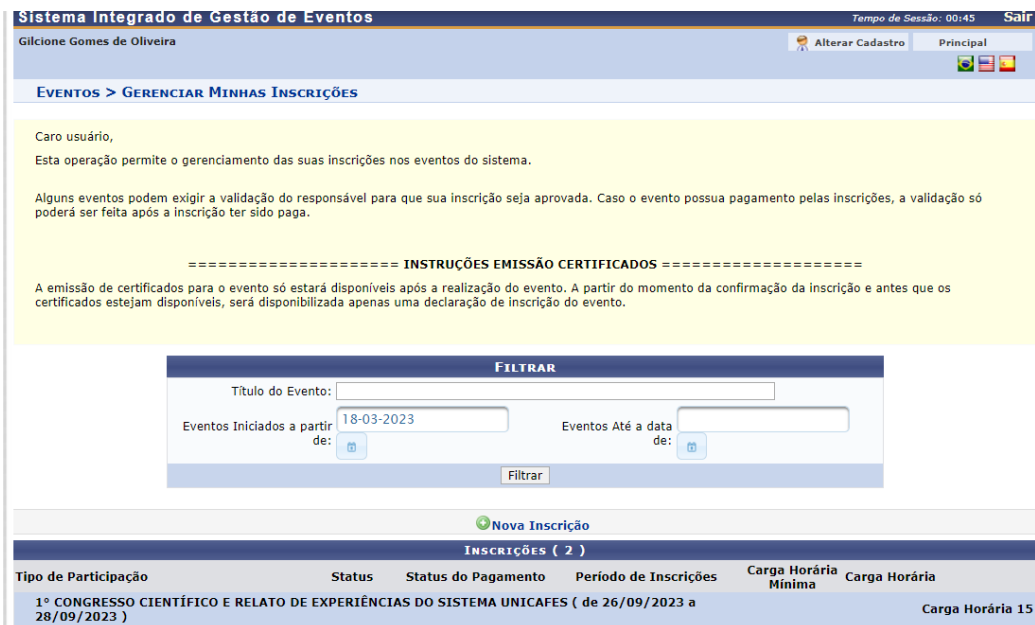 Sistema Integrado de Gestão de Eventos
Tempo de Sessão: 00:45 Sair
Gilcione Gomes de Oliveira
Alterar Cadastro Principal
Eventos > Gerenciar Minhas Inscrições
Caro usuário,
Esta operação permite o gerenciamento das suas inscrições nos eventos do sistema.
Alguns eventos podem exigir a validação do responsável para que sua inscrição seja aprovada. Caso o evento possua pagamento pelas inscrições, a validação só
poderá ser feita após a inscrição ter sido paga.
===================== INSTRUÇÕES EMISSÃO CERTIFICADOS ====================
A emissão de certificados para o evento só estará disponíveis após a realização do evento. A partir do momento da confirmação da inscrição e antes que os
certificados estejam disponíveis, será disponibilizada apenas uma declaração de inscrição do evento.
Filtrar
Título do Evento:
Eventos Iniciados a partir de:
18-03-2023
Eventos Até a data de:
Filtrar
Nova Inscrição
Inscrições ( 2 )
Tipo de Participação Status Status do Pagamento Período de Inscrições Carga Horária Mínima Carga Horária
1º CONGRESSO CIENTÍFICO E RELATO DE EXPERIÊNCIAS DO SISTEMA UNICAFES ( de 26/09/2023 a
28/09/2023 )
Carga Horária 15